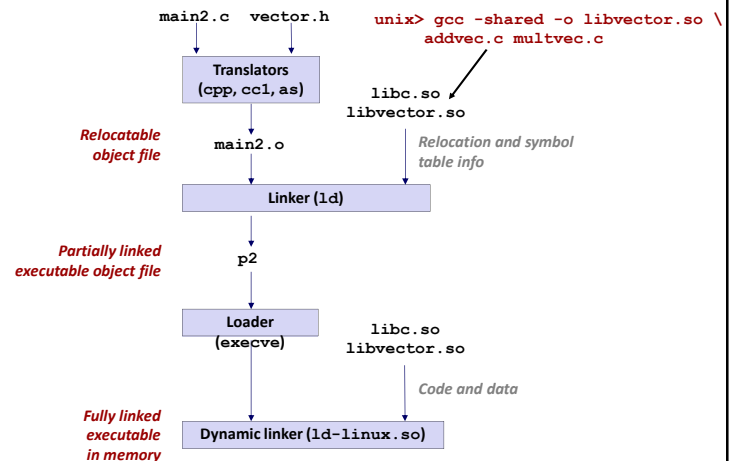 main2.c vector.h
unix> gcc -shared -o libvector.so \
addvec.c multvec.c
Translators
(cpp, cc1, as)
libc.so
libvector.so
Relocatable
object file
main2.o
Relocation and symbol
table info
Linker (ld)
Partially linked
executable object file
p2
Loader
(execve)
libc.so
libvector.so
Code and data
Fully linked
executable
in memory
Dynamic linker (ld-linux.so)